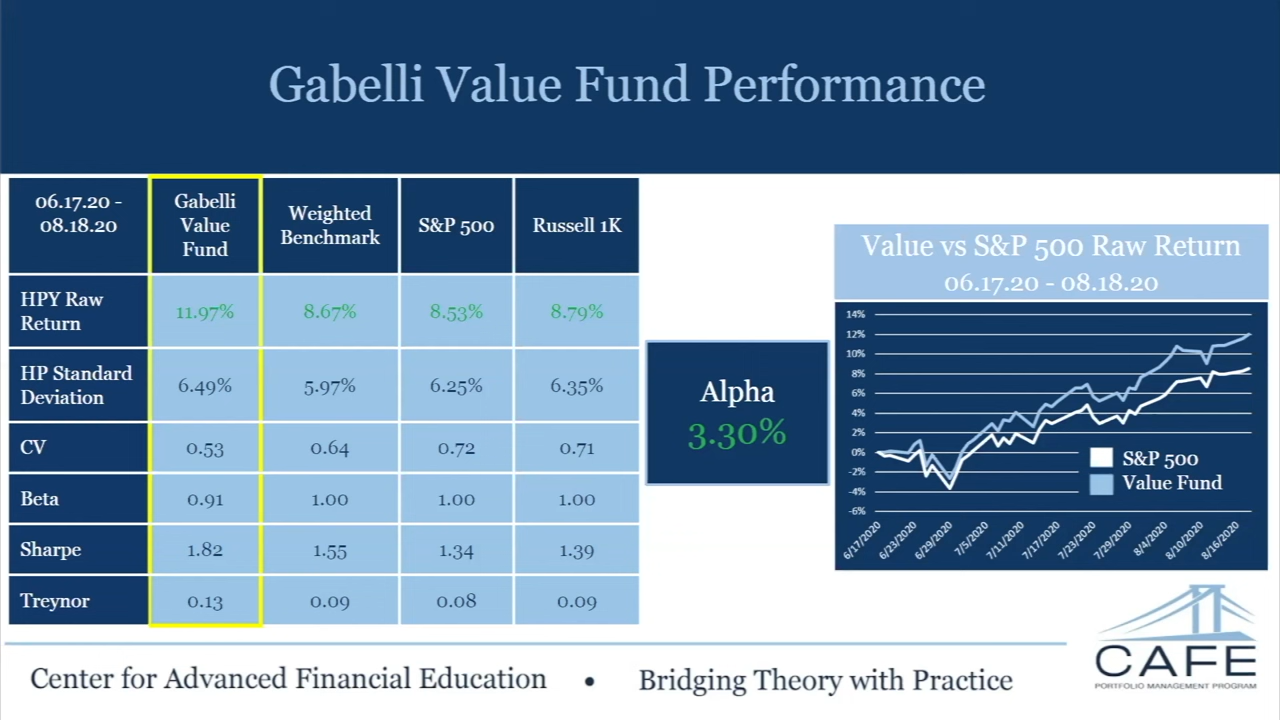 Gabelli Value Fund Performance
06.17.20 -
08.18.20
Gabelli
Value
Fund
Weighted
Benchmark
S&P 500
Russell 1K
HPY Raw
Return
11.97%
8.67%
8.53%
8.79%
HP Standard
Deviation
6.49%
5.97%
6.25%
6.35%
CV
0.53
0.64
0.72
0.71
Beta
0.91
1.00
1.00
1.00
Sharpe
1.82
1.55
1.34
1.39
Treynor
0.13
0.09
0.08
0.09
Alpha
3.30%
Value vs S&P 500 Raw Return
06.17.20 - 08.18.20
14%
12%
10%
8%
6%
4%
2%
0%
-2%
-4%
-6%
S&P 500
Value Fund
6/17/2020
6/23/2020
6/29/2020
7/5/2020
7/11/2020
7/17/2020
7/23/2020
7/29/2020
8/4/2020
8/10/2020
8/16/2020
Center for Advanced Financial Education • Bridging Theory with Practice
CAFE
PORTFOLIO MANAGEMENT PROGRAM